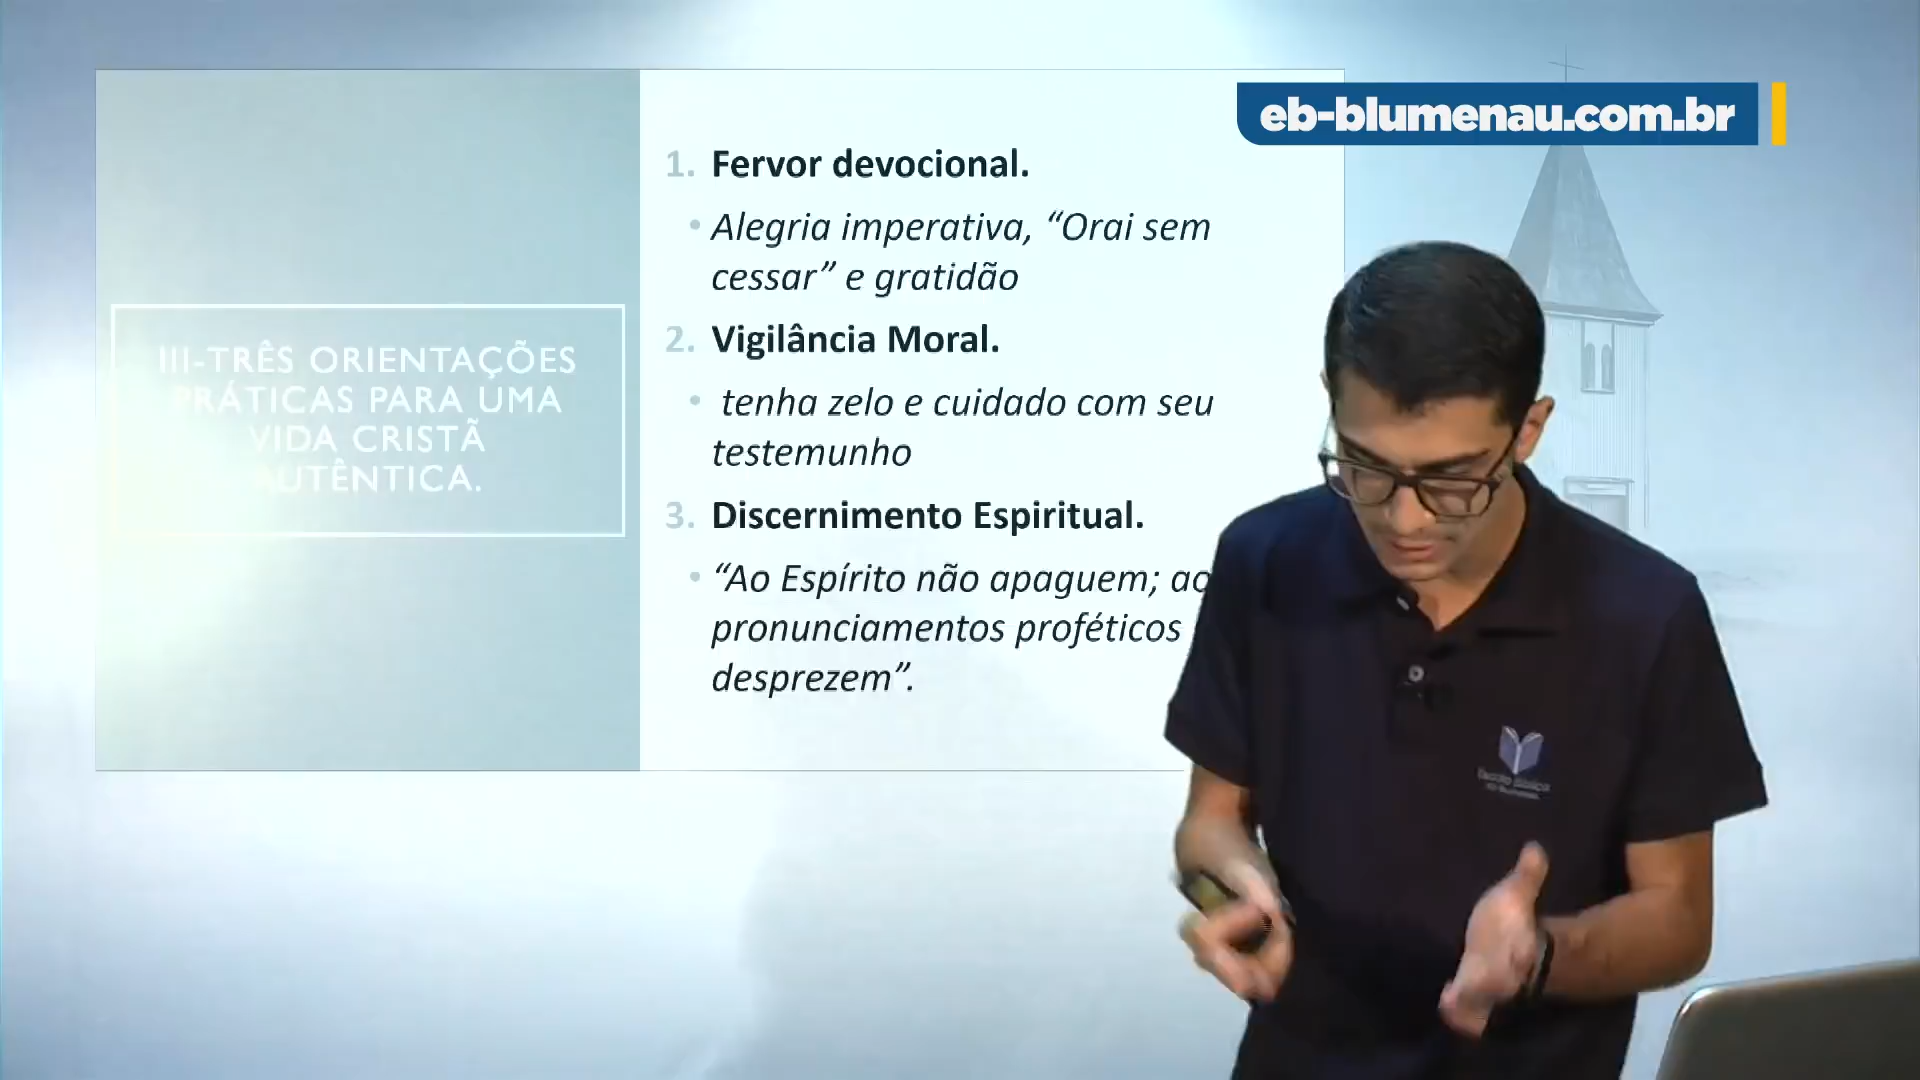 eb-blumenau.com.br
III-TRÊS ORIENTAÇÕES
PRÁTICAS PARA UMA
VIDA CRISTÃ
AUTÊNTICA.
1. Fervor devocional.
• Alegria imperativa, “Orai sem
cessar” e gratidão
2. Vigilância Moral.
• tenha zelo e cuidado com seu
testemunho
3. Discernimento Espiritual.
• “Ao Espírito não apaguem; ao
pronunciamentos proféticos
desprezem”.